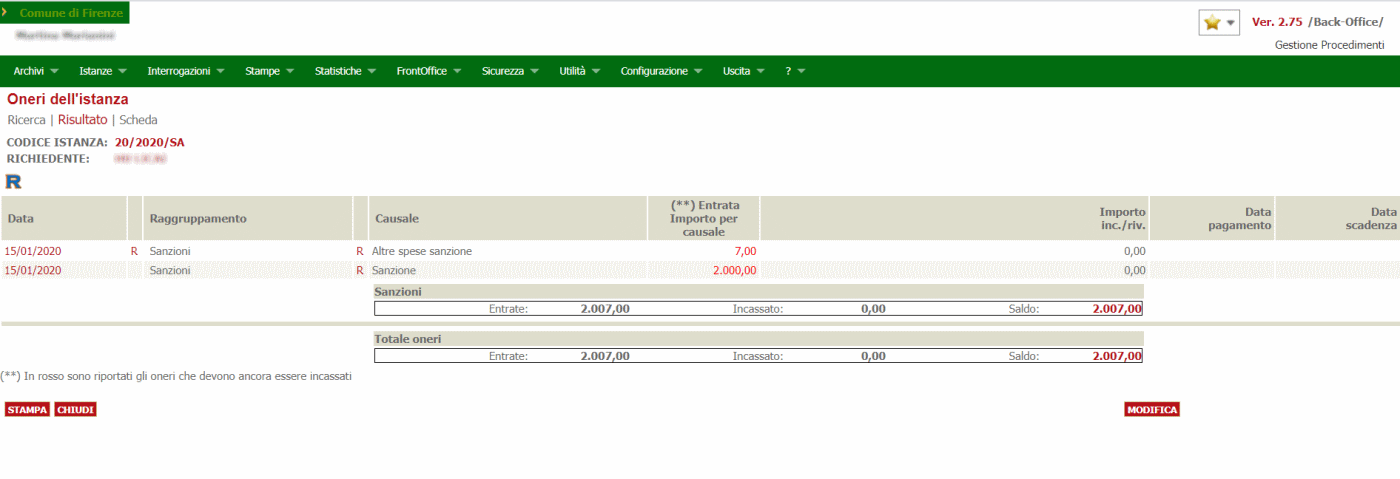 Comune di Firenze
Ver. 2.75 /Back-Office/
Gestione Procedimenti
Archivi Istanze Interrogazioni Stampe Statistiche FrontOffice Sicurezza Utilità Configurazione Uscita ?
Oneri dell'istanza
Ricerca | Risultato | Scheda
CODICE ISTANZA: 20/2020/SA
RICHIEDENTE:
R
Data Raggruppamento Causale (**) Entrata Importo per causale Importo inc./riv. Data pagamento Data scadenza
15/01/2020 R Sanzioni R Altre spese sanzione 7,00 0,00
15/01/2020 Sanzioni R Sanzione 2.000,00 0,00
Sanzioni
Entrate: 2.007,00 Incassato: 0,00 Saldo: 2.007,00
Totale oneri
Entrate: 2.007,00 Incassato: 0,00 Saldo: 2.007,00
(**) In rosso sono riportati gli oneri che devono ancora essere incassati
STAMPA CHIUDI MODIFICA